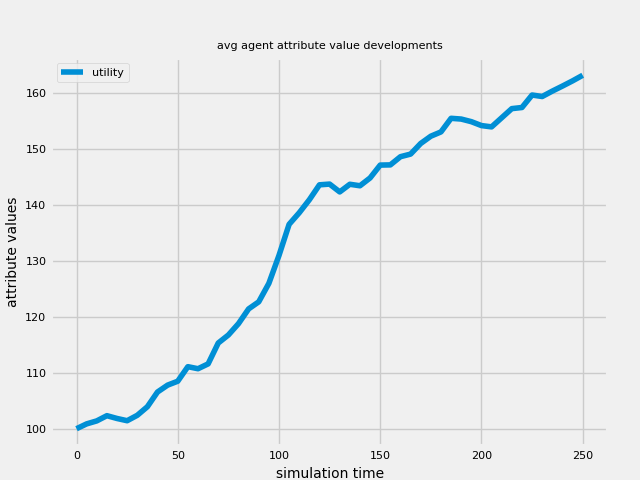 avg agent attribute value developments
utility
attribute values
160
150
140
130
120
110
100
0 50 100 150 200 250
simulation time